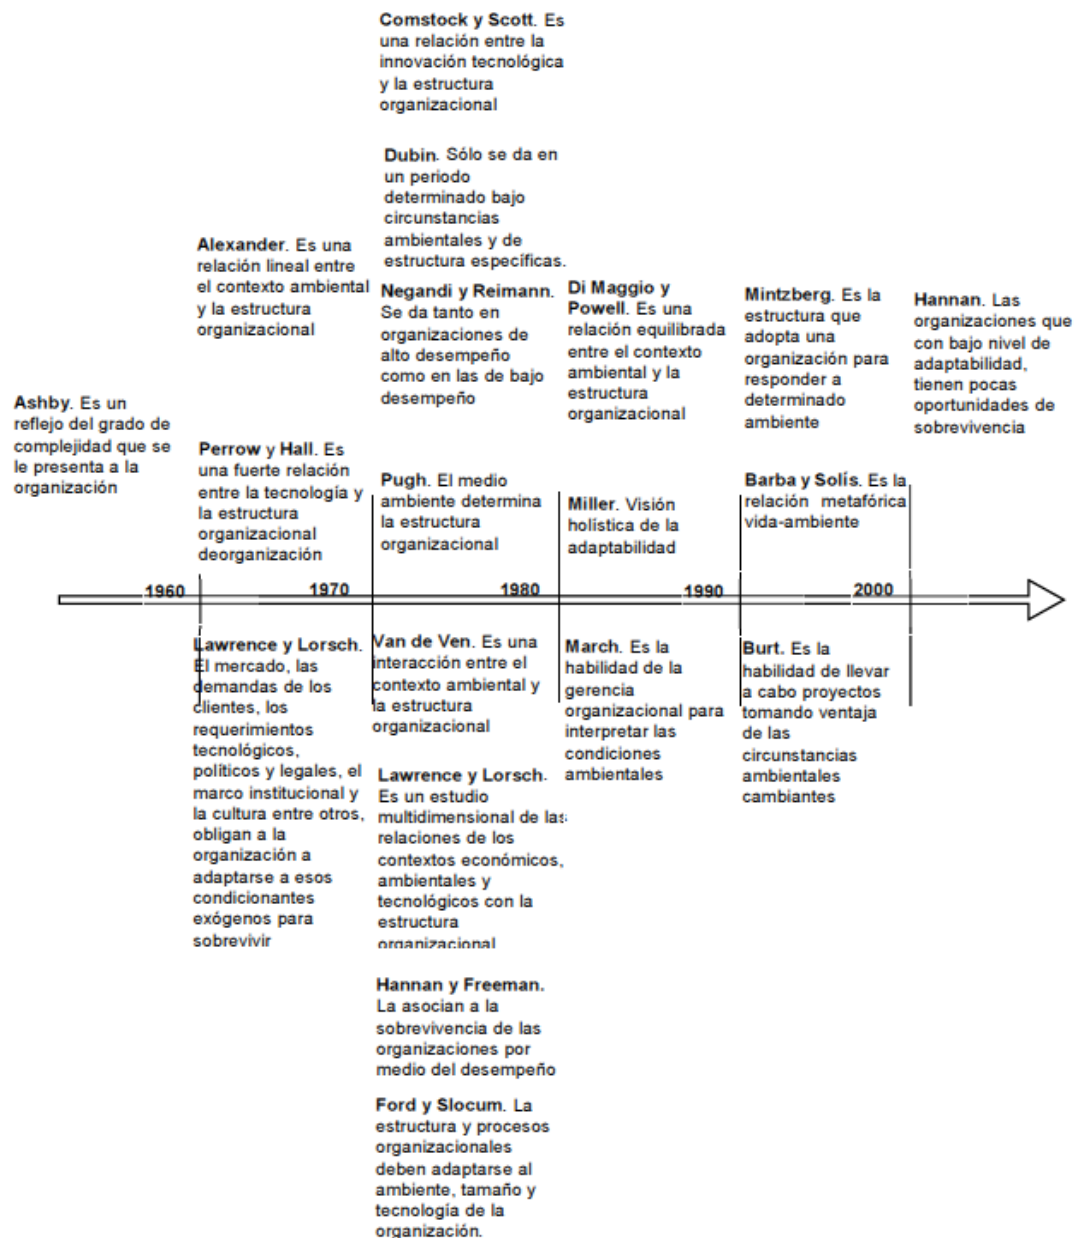 Comstock y Scott. Es
una relación entre la
innovación tecnológica
y la estructura
organizacional
Dubin. Sólo se da en
un periodo
determinado bajo
circunstancias
ambientales y de
estructura específicas.
Alexander. Es una
relación lineal entre
el contexto ambiental
y la estructura
organizacional
Negandi y Reimann.
Se da tanto en
organizaciones de
alto desempeño
como en las de bajo
desempeño
Di Maggio y
Powell. Es una
relación equilibrada
entre el contexto
ambiental y la
estructura
organizacional
Mintzberg. Es la
estructura que
adopta una
organización para
responder a
determinado
ambiente
Hannan. Las
organizaciones que
con bajo nivel de
adaptabilidad,
tienen pocas
oportunidades de
sobrevivencia
Ashby. Es un
reflejo del grado de
complejidad que se
le presenta a la
organización
Perrow y Hall. Es
una fuerte relación
entre la tecnología y
la estructura
organizacional
deorganización
Pugh. El medio
ambiente determina
la estructura
organizacional
Miller. Visión
holística de la
adaptabilidad
Barba y Solís. Es la
relación metafórica
vida-ambiente
1960
1970
1980
1990
2000
Lawrence y Lorsch.
El mercado, las
demandas de los
clientes, los
requerimientos
tecnológicos,
políticos y legales, el
marco institucional y
la cultura entre otros,
obligan a la
organización a
adaptarse a esos
condicionantes
exógenos para
sobrevivir
Van de Ven. Es una
interacción entre el
contexto ambiental y
la estructura
organizacional
March. Es la
habilidad de la
gerencia
organizacional para
interpretar las
condiciones
ambientales
Burt. Es la
habilidad de llevar
a cabo proyectos
tomando ventaja
de las
circunstancias
ambientales
cambiantes
Lawrence y Lorsch.
Es un estudio
multidimensional de las
relaciones de los
contextos económicos,
ambientales y
tecnológicos con la
estructura
organizacional
Hannan y Freeman.
La asocian a la
sobrevivencia de las
organizaciones por
medio del desempeño
Ford y Slocum. La
estructura y procesos
organizacionales
deben adaptarse al
ambiente, tamaño y
tecnología de la
organización.